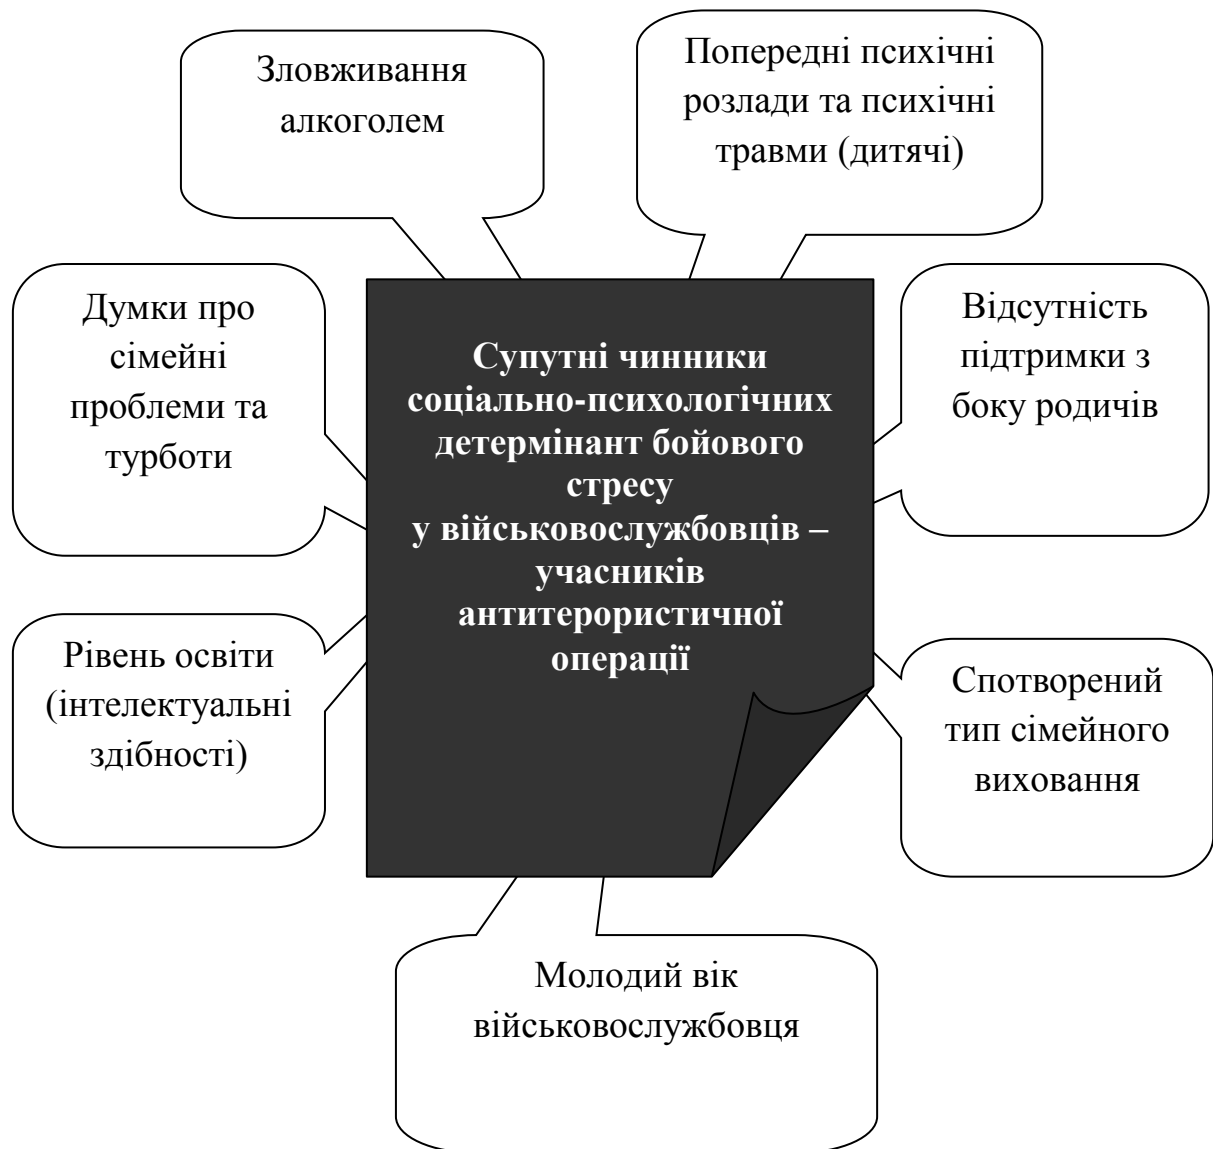 Зловживання
алкоголем
Попередні психічні
розлади та психічні
травми (дитячі)
Думки про
сімейні
проблеми та
турботи
Супутні чинники
соціально-психологічних
детермінант бойового
стресу
у військовослужбовців –
учасників
антитерористичної
операції
Відсутність
підтримки з
боку родичів
Рівень освіти
(інтелектуальні
здібності)
Спотворений
тип сімейного
виховання
Молодий вік
військовослужбовця